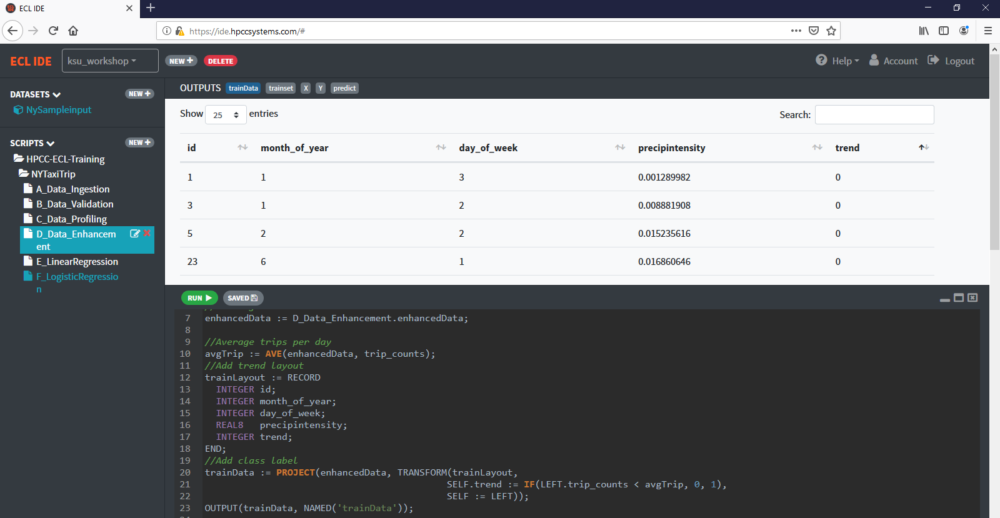 ECL IDE
https://ide.hpccsystems.com/#
ECL IDE ksu_workshop NEW DELETE Help Account Logout
DATASETS NEW
NySampleinput
SCRIPTS NEW
HPCC-ECL-Training
NYTaxiTrip
A_Data_Ingestion
B_Data_Validation
C_Data_Profiling
D_Data_Enhancem
ent
E_LinearRegression
F_LogisticRegressio
n
OUTPUTS trainData trainset X Y predict
Show 25 entries Search:
id month_of_year day_of_week precipintensity trend
1 1 3 0.001289982 0
3 1 2 0.008881908 0
5 2 2 0.015235616 0
23 6 1 0.016860646 0
RUN SAVED
7 enhancedData := D_Data_Enhancement.enhancedData;
8
9 //Average trips per day
10 avgTrip := AVE(enhancedData, trip_counts);
11 //Add trend layout
12 trainLayout := RECORD
13 INTEGER id;
14 INTEGER month_of_year;
15 INTEGER day_of_week;
16 REAL8 precipintensity;
17 INTEGER trend;
18 END;
19 //Add class label
20 trainData := PROJECT(enhancedData, TRANSFORM(trainLayout,
21 SELF.trend := IF(LEFT.trip_counts < avgTrip, 0, 1),
22 SELF := LEFT));
23 OUTPUT(trainData, NAMED('trainData'));